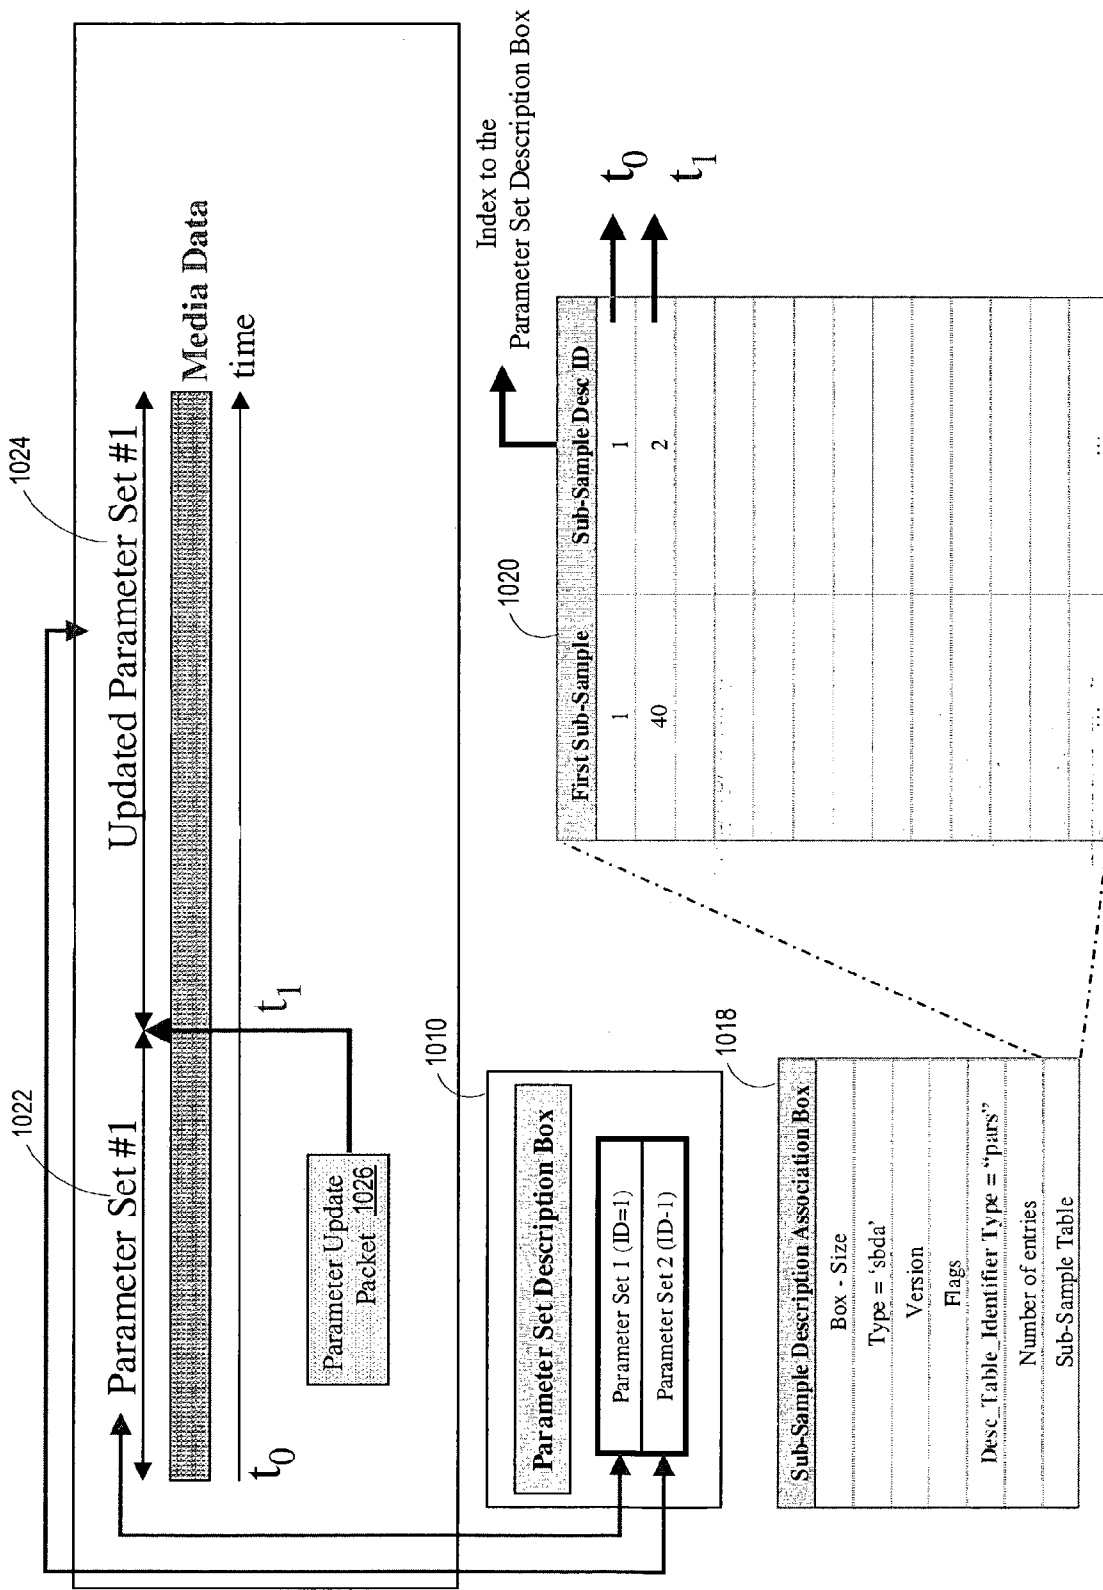 1022
Parameter Set #1
1024
Updated Parameter Set #1
Media Data
t0
t1
time
Parameter Update
Packet 1026
1010
Parameter Set Description Box
Parameter Set 1 (ID=1)
Parameter Set 2 (ID-1)
1018
Sub-Sample Description Association Box
Box - Size
Type = ‘sbda’
Version
Flags
Desc_Table_Identifier Type = “pars”
Number of entries
Sub-Sample Table
1020
First Sub-Sample Sub-Sample Desc ID
1 1
40 2
... ...
Index to the
Parameter Set Description Box
t0
t1